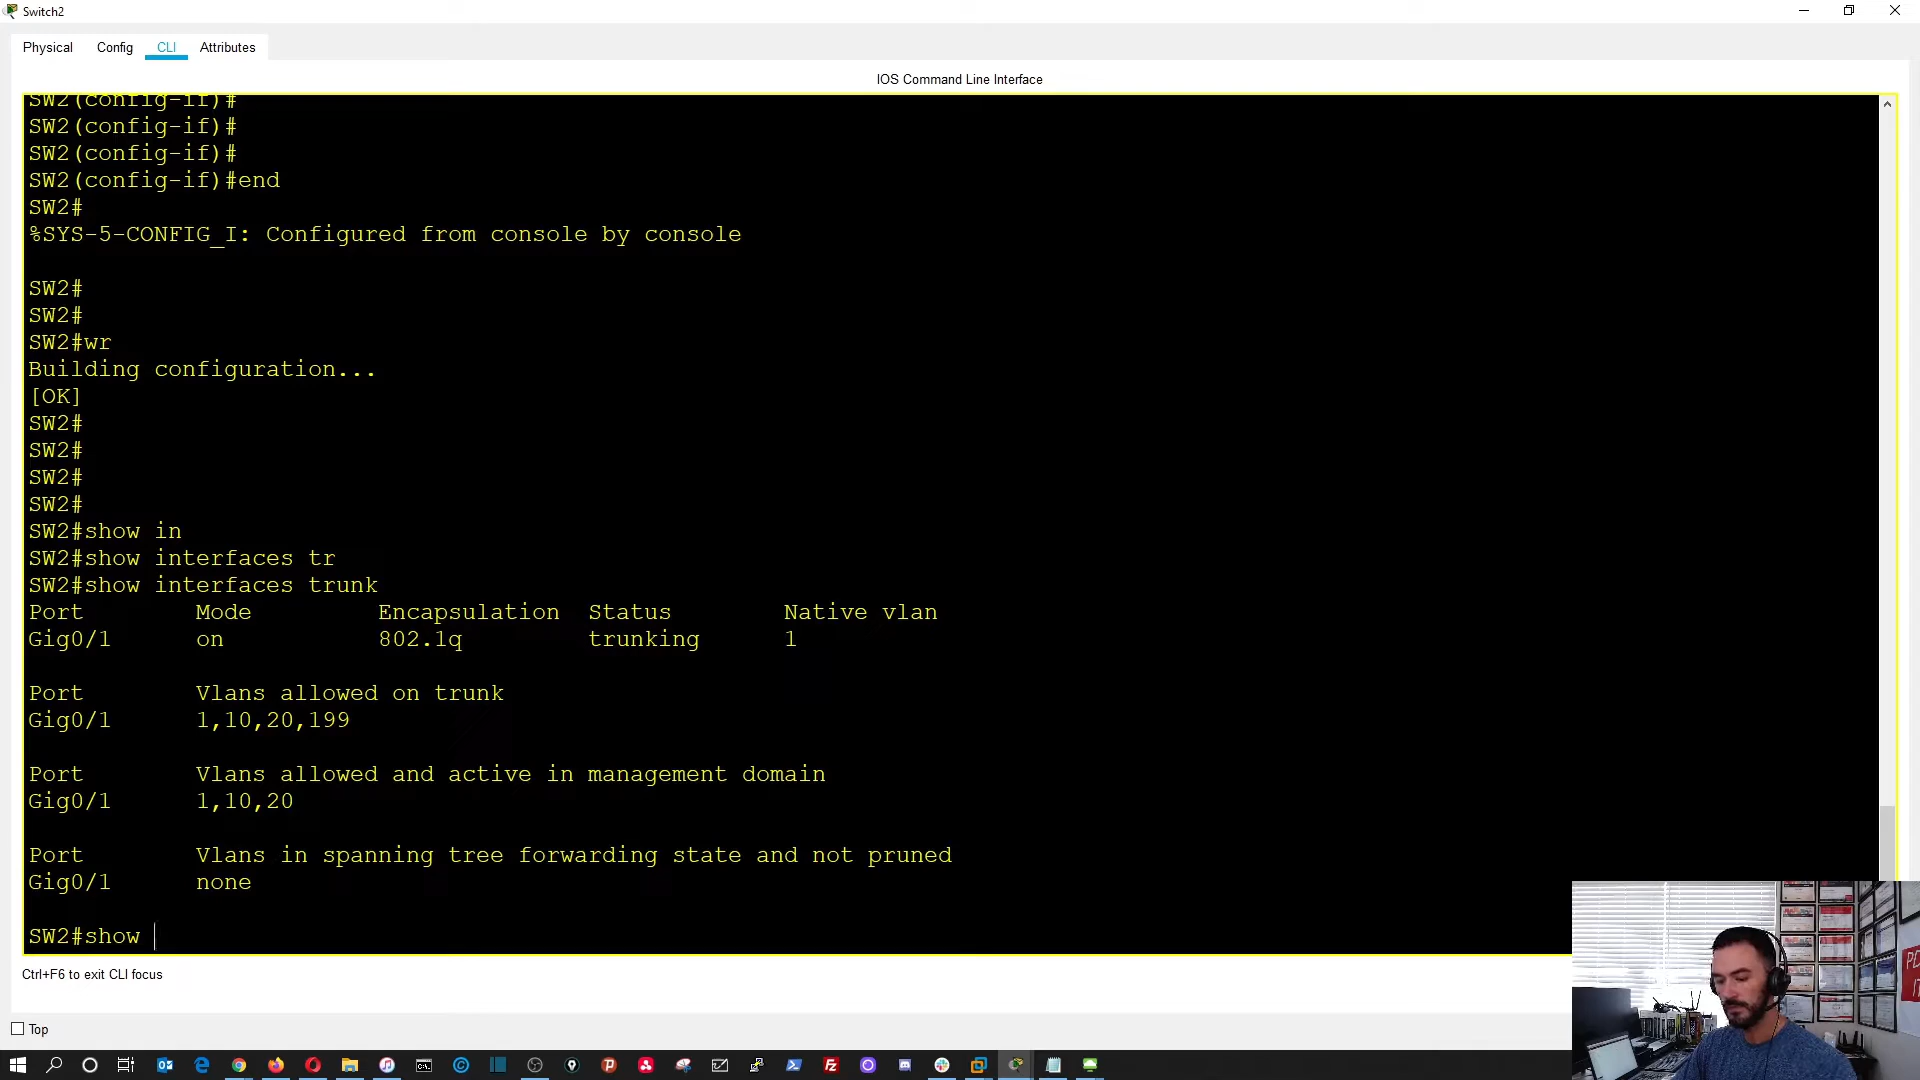 Switch2
Physical Config CLI Attributes
IOS Command Line Interface
SW2(config-if)#
SW2(config-if)#
SW2(config-if)#
SW2(config-if)#end
SW2#
%SYS-5-CONFIG_I: Configured from console by console
SW2#
SW2#
SW2#wr
Building configuration...
[OK]
SW2#
SW2#
SW2#
SW2#
SW2#show in
SW2#show interfaces tr
SW2#show interfaces trunk
Port Mode Encapsulation Status Native vlan
Gig0/1 on 802.1q trunking 1
Port Vlans allowed on trunk
Gig0/1 1,10,20,199
Port Vlans allowed and active in management domain
Gig0/1 1,10,20
Port Vlans in spanning tree forwarding state and not pruned
Gig0/1 none
SW2#show
Ctrl+F6 to exit CLI focus
Top